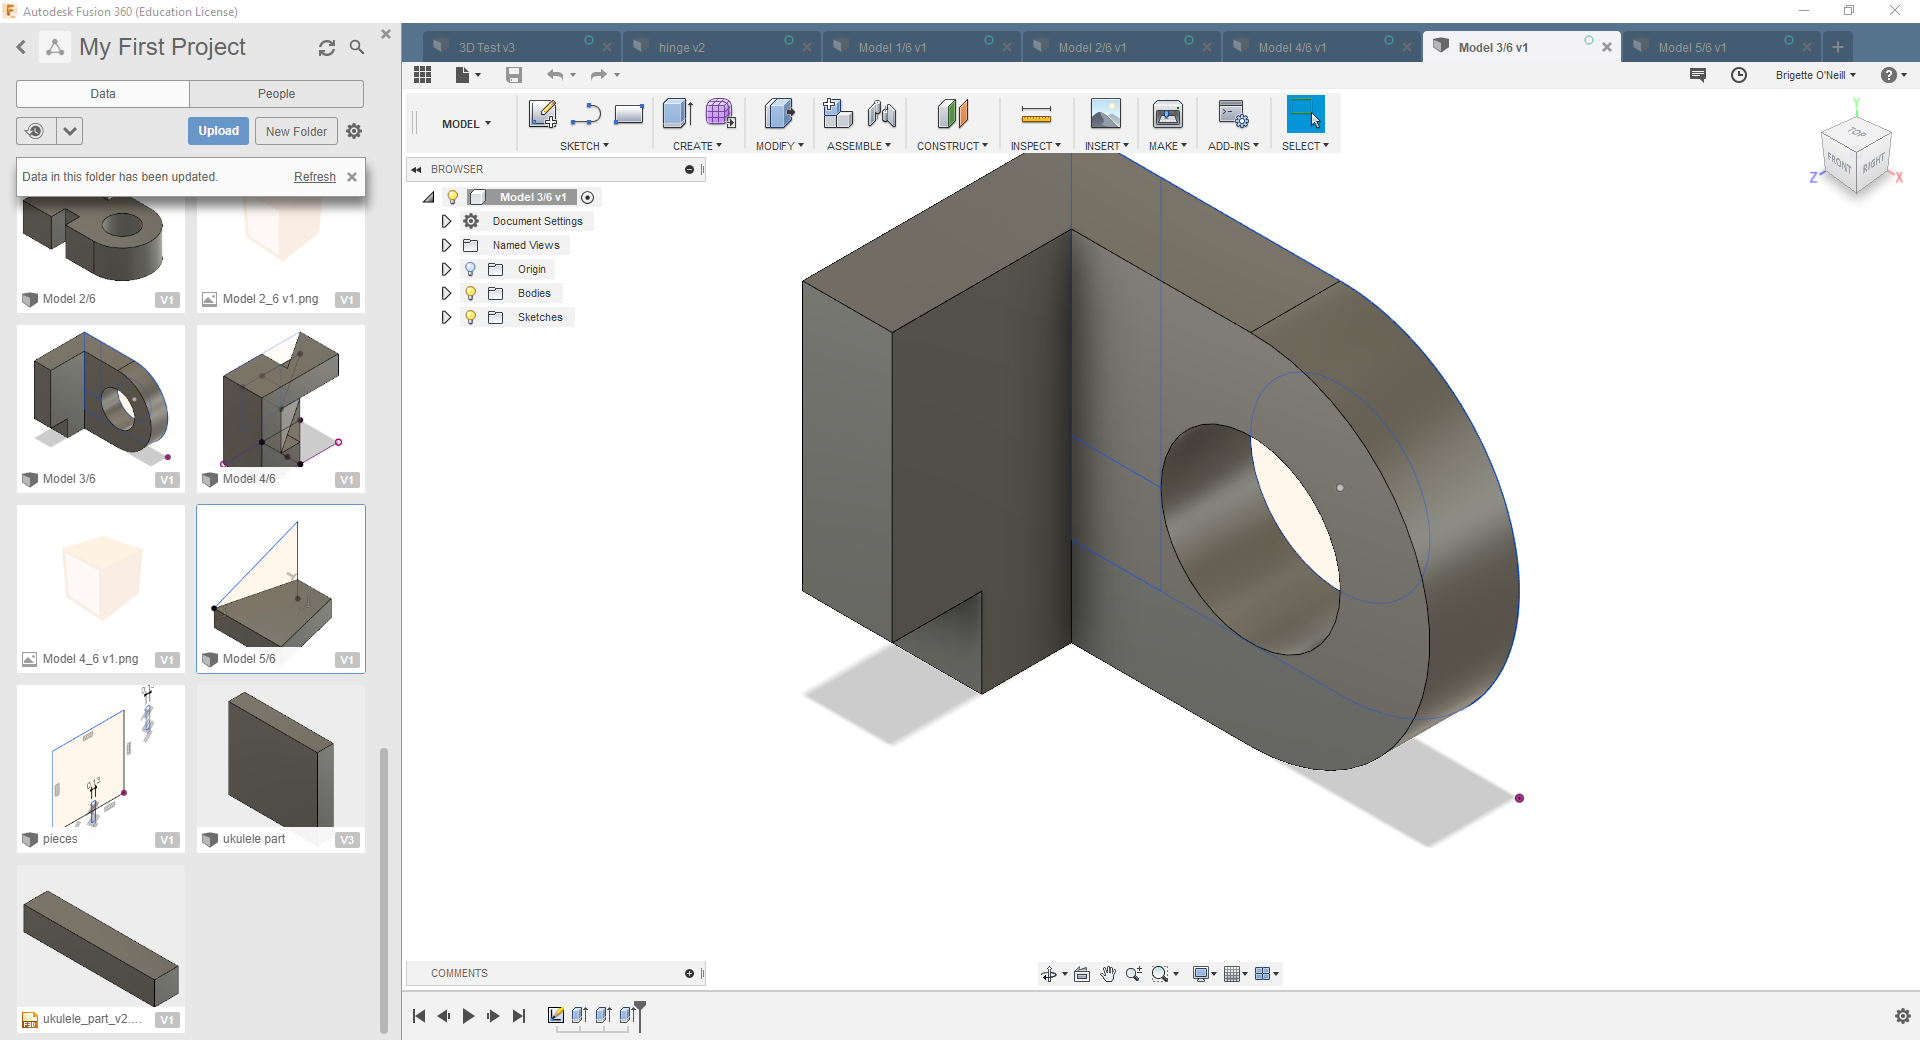 Autodesk Fusion 360 (Education License)
My First Project
Data People
Upload New Folder
Data in this folder has been updated. Refresh
Model 2/6 V1
Model 2_6 v1.png V1
Model 3/6 V1
Model 4/6 V1
Model 4_6 v1.png V1
Model 5/6 V1
pieces V1
ukulele part V3
ukulele_part_v2.... V1
3D Test v3
hinge v2
Model 1/6 v1
Model 2/6 v1
Model 4/6 v1
Model 3/6 v1
Model 5/6 v1
Brigette O'Neill
MODEL
SKETCH
CREATE
MODIFY
ASSEMBLE
CONSTRUCT
INSPECT
INSERT
MAKE
ADD-INS
SELECT
BROWSER
Model 3/6 v1
Document Settings
Named Views
Origin
Bodies
Sketches
Y
TOP
FRONT
RIGHT
Z
X
COMMENTS